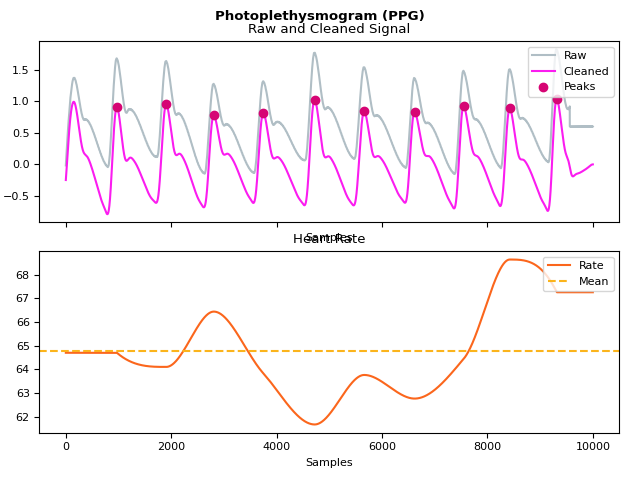 Photoplethysmogram (PPG)
Raw and Cleaned Signal
1.5
1.0
0.5
0.0
−0.5
Raw
Cleaned
Peaks
Samples
Heart Rate
68
67
66
65
64
63
62
Rate
Mean
0
2000
4000
6000
8000
10000
Samples